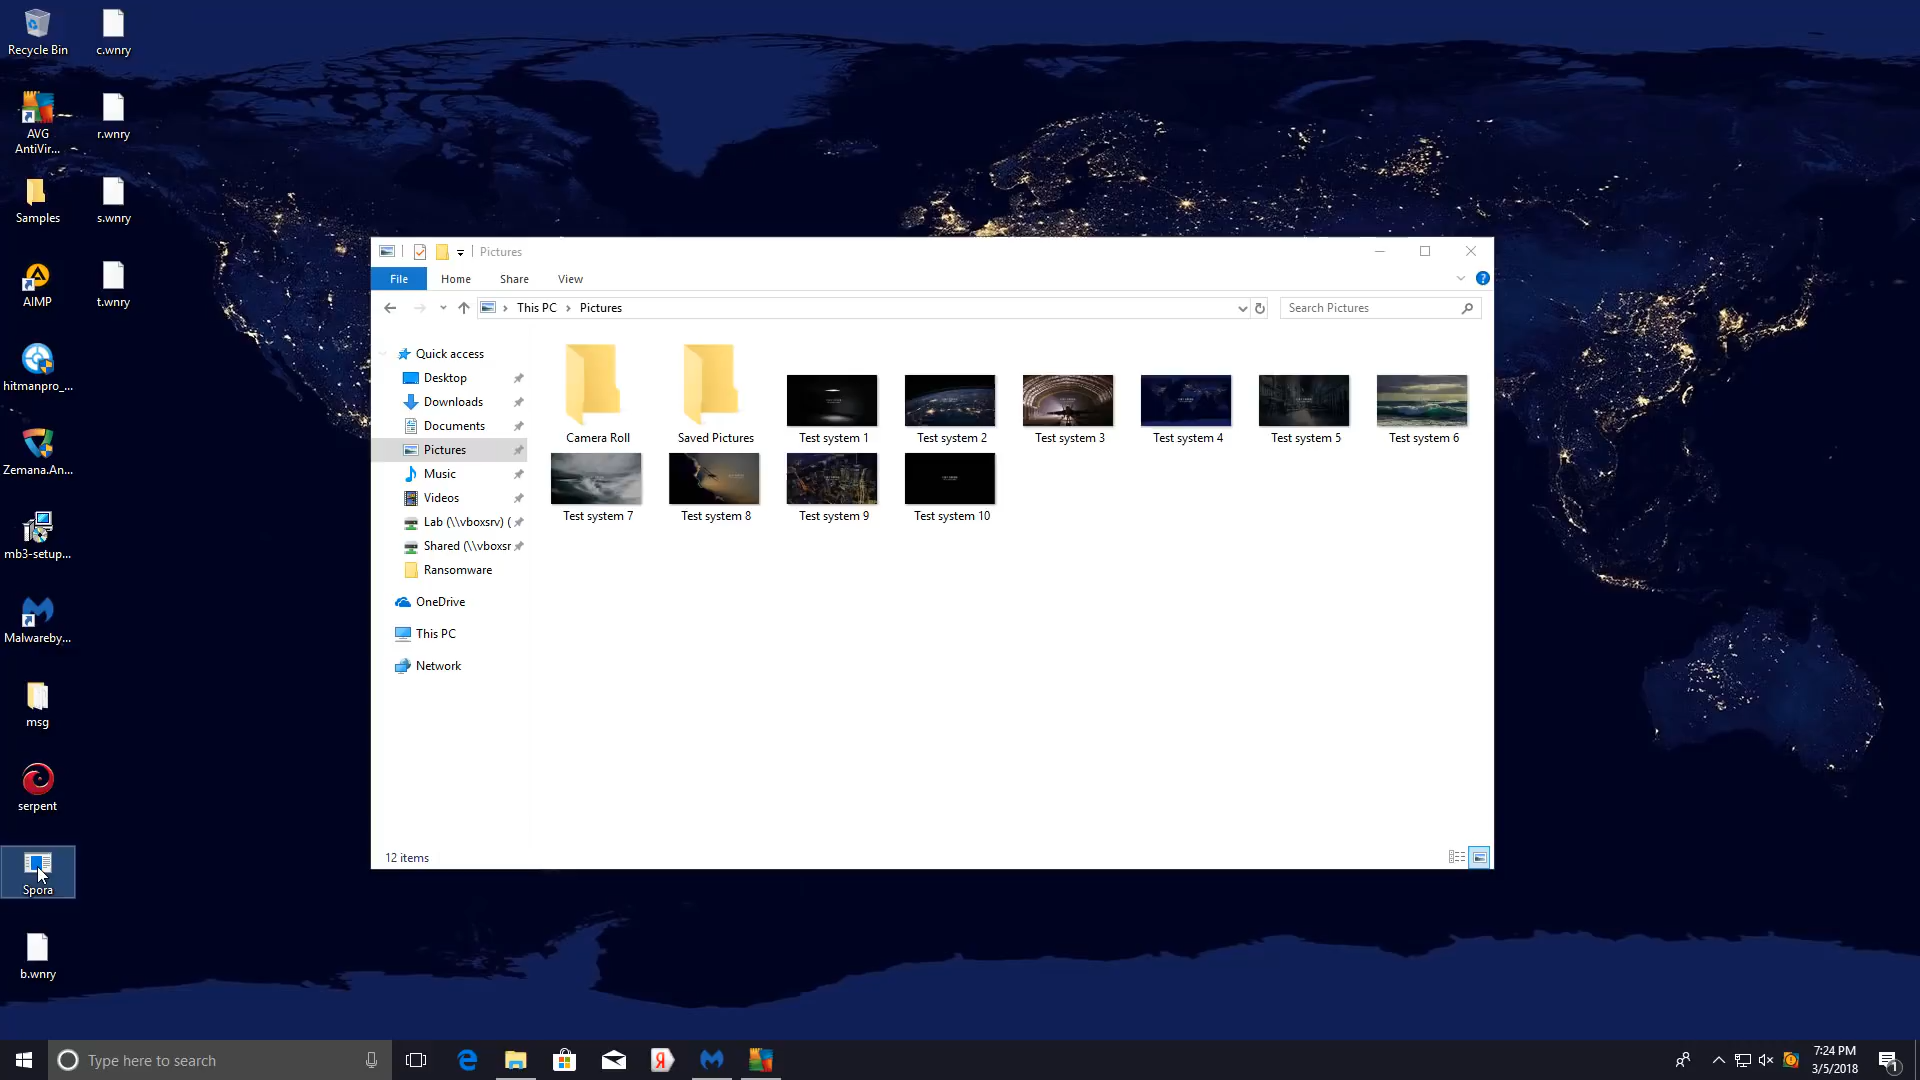 Recycle Bin
c.wnry
AVG
AntiVir...
r.wnry
Samples
s.wnry
AIMP
t.wnry
hitmanpro_...
Zemana.An...
mb3-setup...
Malwareby...
msg
serpent
Spora
b.wnry
Pictures
File
Home
Share
View
This PC
Pictures
Search Pictures
Quick access
Desktop
Downloads
Documents
Pictures
Music
Videos
Lab (\\vboxsrv) (
Shared (\\vboxsr
Ransomware
OneDrive
This PC
Network
Camera Roll
Saved Pictures
Test system 1
Test system 2
Test system 3
Test system 4
Test system 5
Test system 6
Test system 7
Test system 8
Test system 9
Test system 10
12 items
Type here to search
Я
7:24 PM
3/5/2018
1